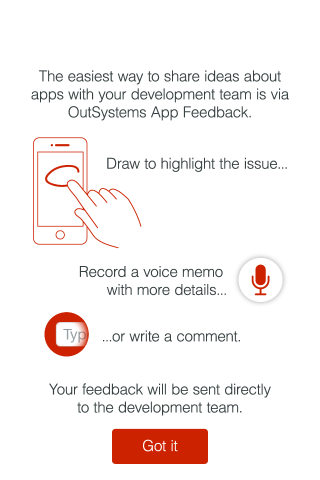 The easiest way to share ideas about
apps with your development team is via
OutSystems App Feedback.
Draw to highlight the issue...
Record a voice memo
with more details...
Typ
...or write a comment.
Your feedback will be sent directly
to the development team.
Got it